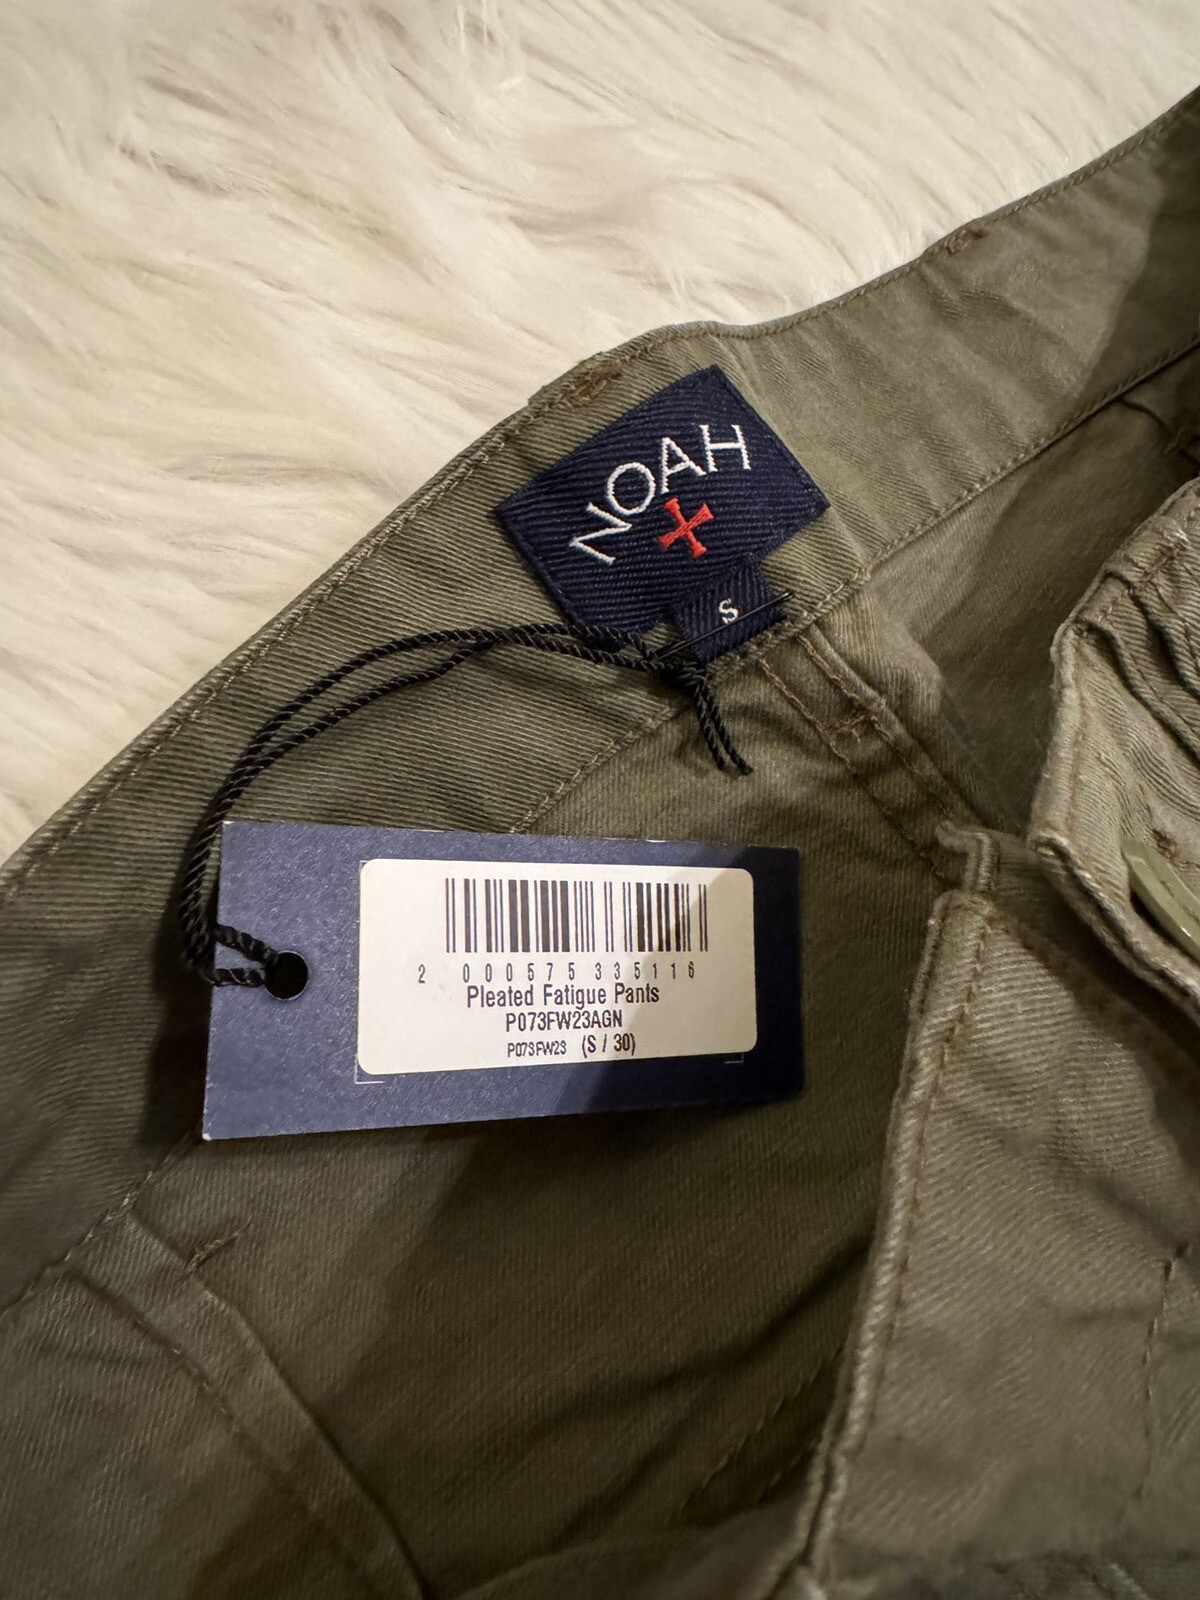 NOAH
S
2 000575 335116
Pleated Fatigue Pants
P073FW23AGN
P073FW23 (S / 30)